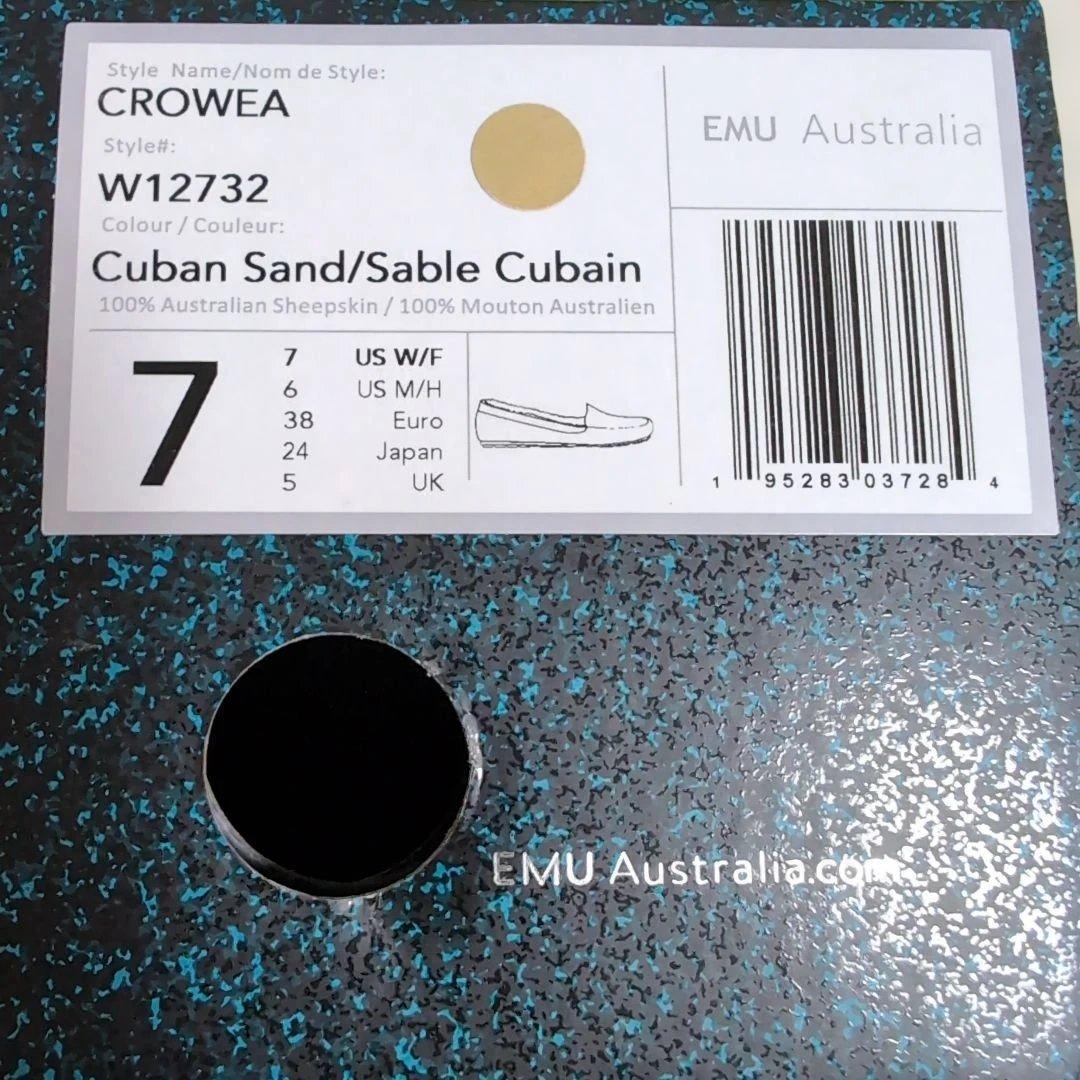 Style Name/Nom de Style:
CROWEA
Style#:
W12732
Colour / Couleur:
Cuban Sand/Sable Cubain
100% Australian Sheepskin / 100% Mouton Australien
7
7 US W/F
6 US M/H
38 Euro
24 Japan
5 UK
EMU Australia
1 95283 03728 4
EMU Australia.com